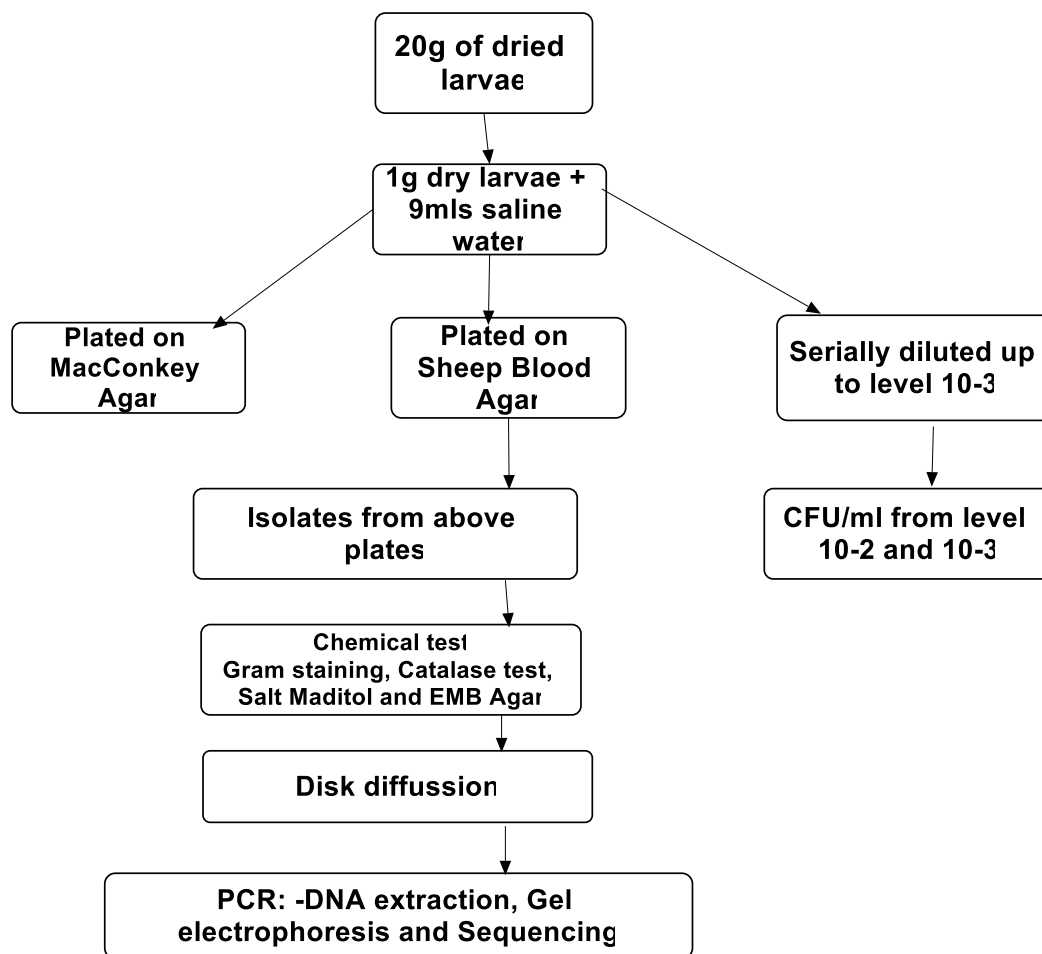 20g of dried
larvae
1g dry larvae +
9mls saline
water
Plated on
MacConkey
Agar
Plated on
Sheep Blood
Agar
Serially diluted up
to level 10-3
Isolates from above
plates
CFU/ml from level
10-2 and 10-3
Chemical test
Gram staining, Catalase test,
Salt Maditol and EMB Agar
Disk diffussion
PCR: -DNA extraction, Gel
electrophoresis and Sequencing